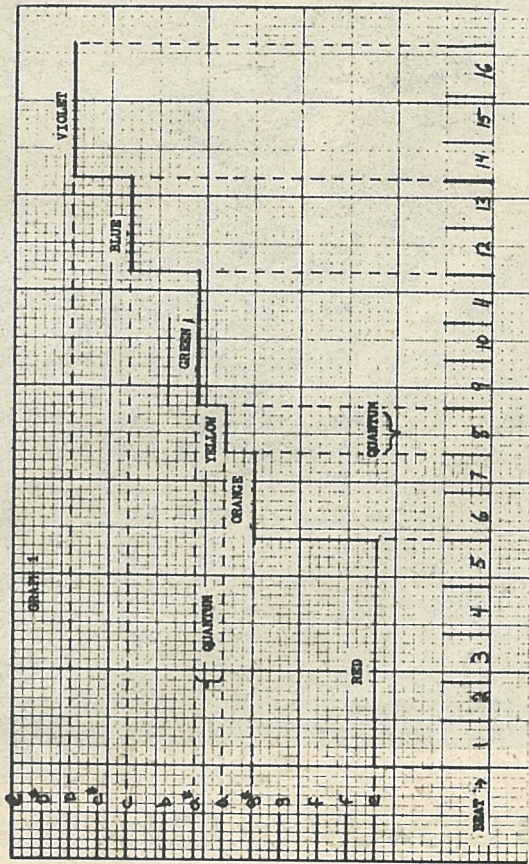 GRAPH 1
VIOLET
BLUE
GREEN
YELLOW
ORANGE
RED
QUANTUM
QUANTUM
e
d#
D
c#
c
b
a#
a
g#
g
f
f
e
BEAT → 1 2 3 4 5 6 7 8 9 10 11 12 13 14 15 16